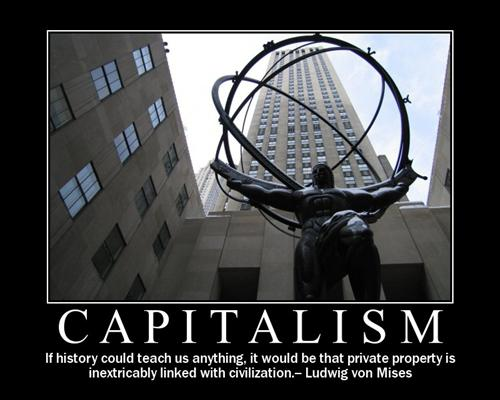 CAPITALISM
If history could teach us anything, it would be that private property is
inextricably linked with civilization.– Ludwig von Mises